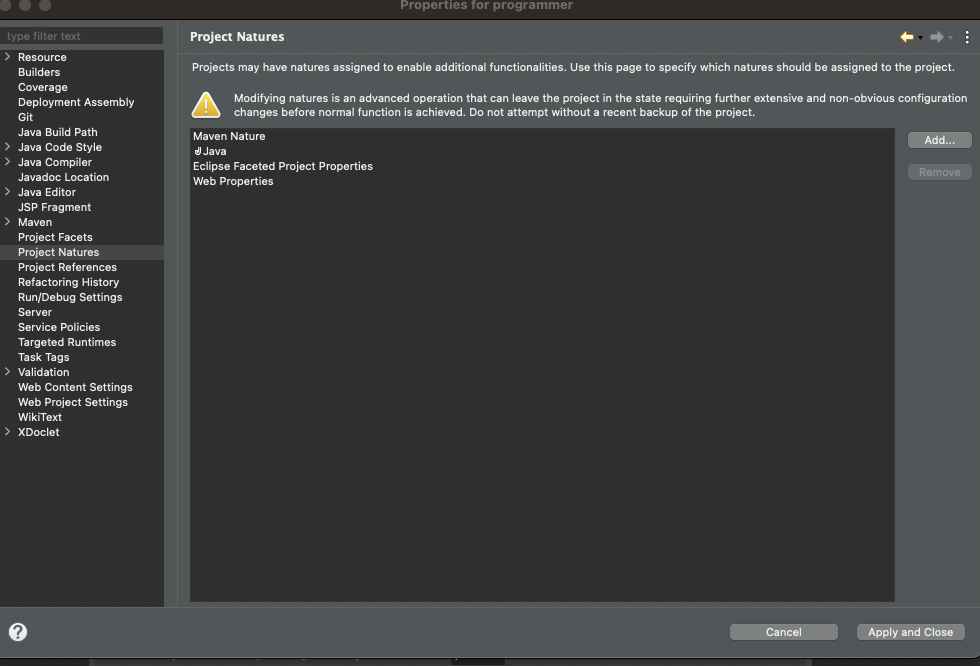 Properties for programmer
type filter text
Resource
Builders
Coverage
Deployment Assembly
Git
Java Build Path
Java Code Style
Java Compiler
Javadoc Location
Java Editor
JSP Fragment
Maven
Project Facets
Project Natures
Project References
Refactoring History
Run/Debug Settings
Server
Service Policies
Targeted Runtimes
Task Tags
Validation
Web Content Settings
Web Project Settings
WikiText
XDoclet
Project Natures
Projects may have natures assigned to enable additional functionalities. Use this page to specify which natures should be assigned to the project.
Modifying natures is an advanced operation that can leave the project in the state requiring further extensive and non-obvious configuration
changes before normal function is achieved. Do not attempt without a recent backup of the project.
Maven Nature
Java
Eclipse Faceted Project Properties
Web Properties
Add...
Remove
Cancel
Apply and Close